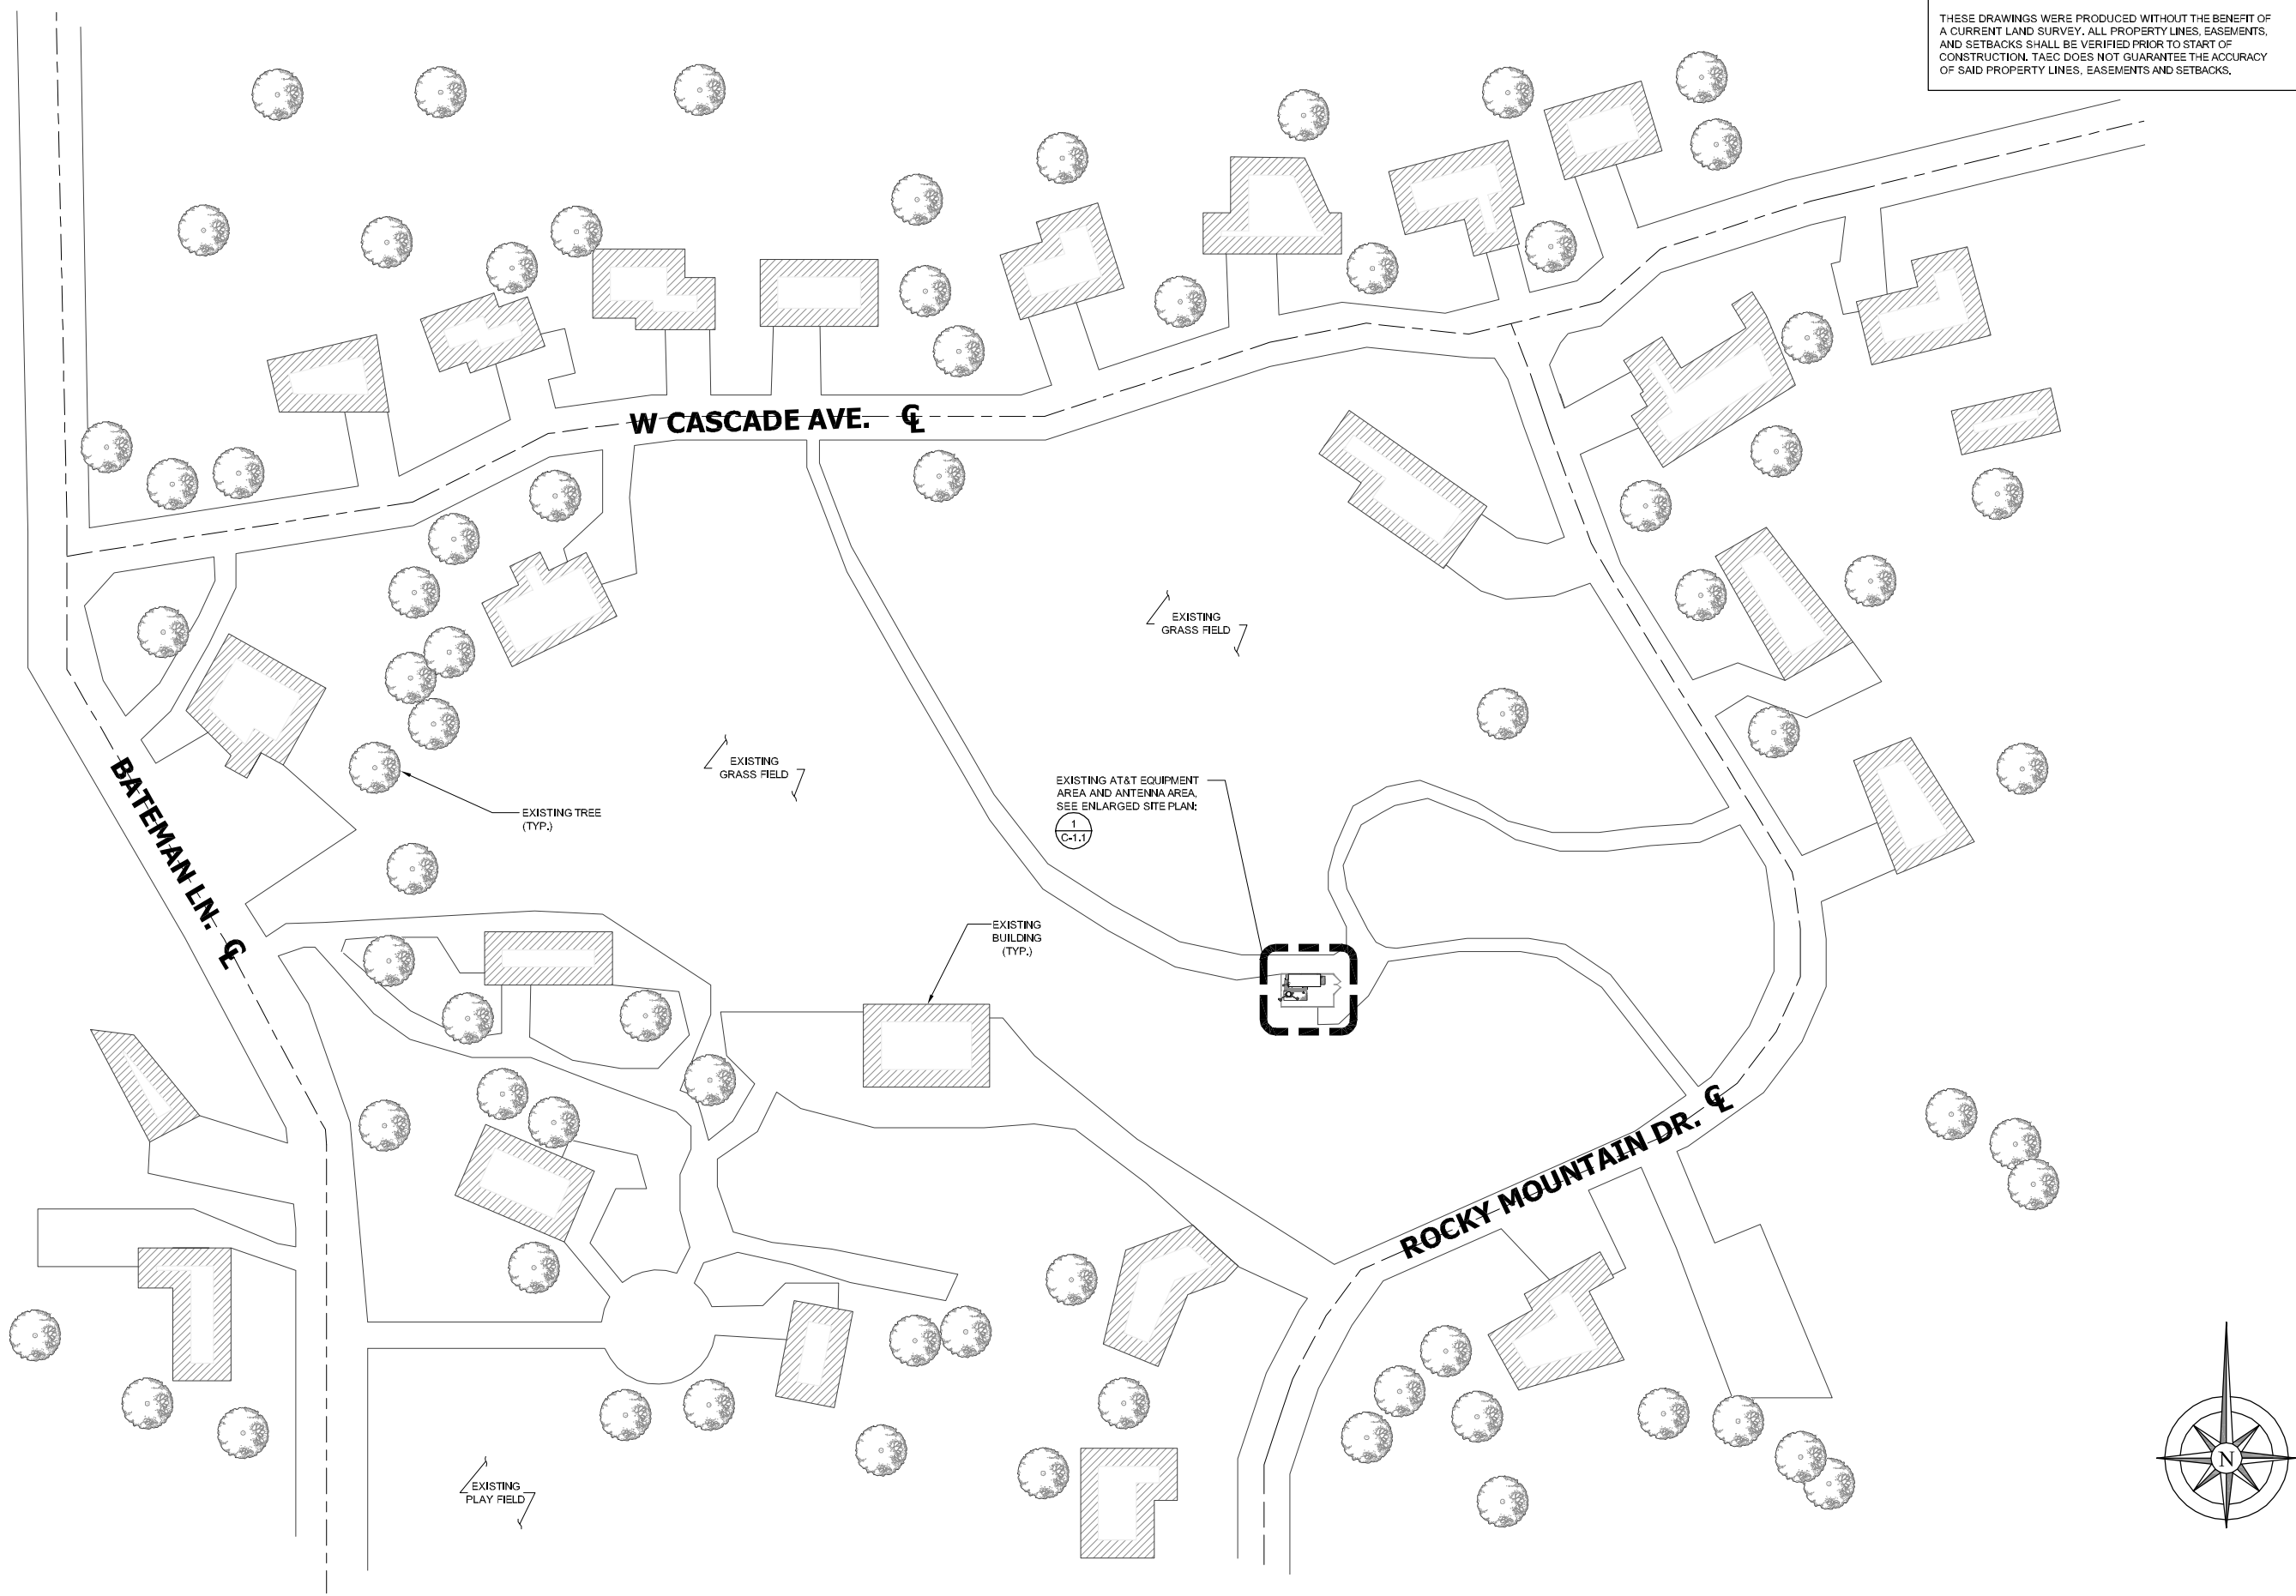 THESE DRAWINGS WERE PRODUCED WITHOUT THE BENEFIT OF
A CURRENT LAND SURVEY. ALL PROPERTY LINES, EASEMENTS,
AND SETBACKS SHALL BE VERIFIED PRIOR TO START OF
CONSTRUCTION. TAEC DOES NOT GUARANTEE THE ACCURACY
OF SAID PROPERTY LINES, EASEMENTS AND SETBACKS.
W CASCADE AVE. ℄
EXISTING
GRASS FIELD
EXISTING
GRASS FIELD
EXISTING AT&T EQUIPMENT
AREA AND ANTENNA AREA,
SEE ENLARGED SITE PLAN:
1
C-1.1
EXISTING TREE
(TYP.)
BATEMAN LN. ℄
EXISTING
BUILDING
(TYP.)
ROCKY MOUNTAIN DR. ℄
EXISTING
PLAY FIELD
N